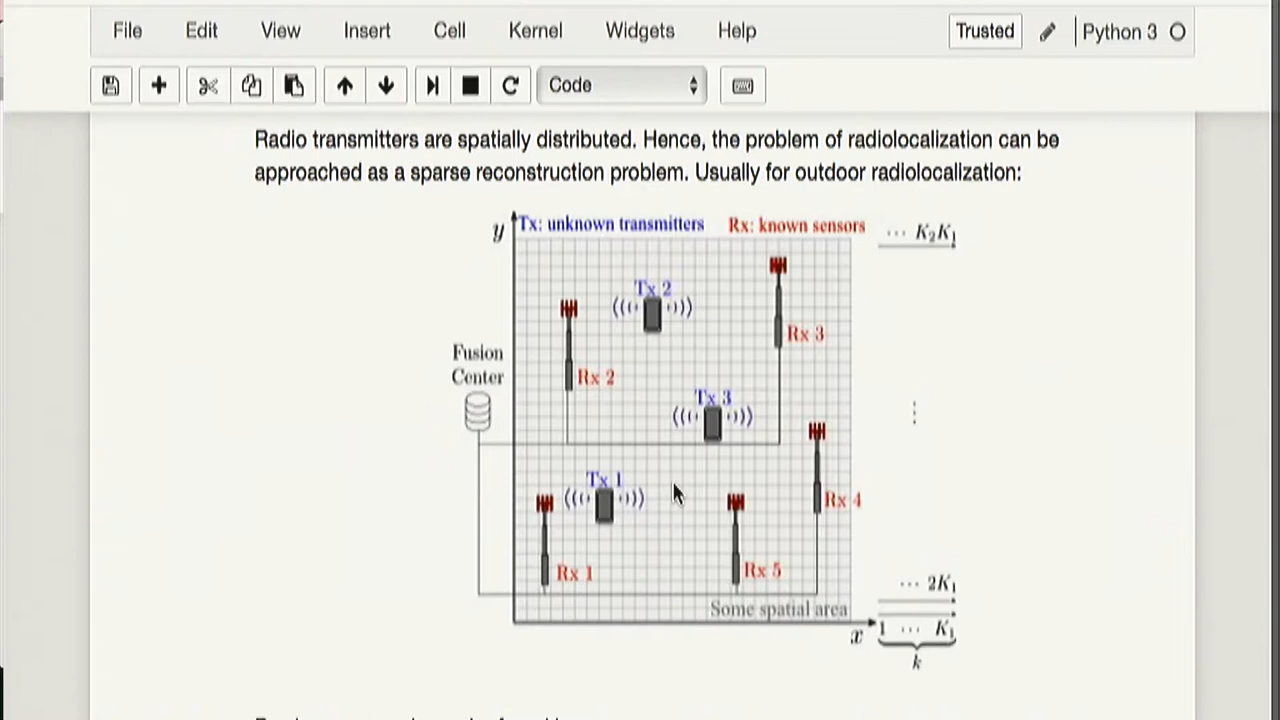 File Edit View Insert Cell Kernel Widgets Help Trusted Python 3
Code
Radio transmitters are spatially distributed. Hence, the problem of radiolocalization can be
approached as a sparse reconstruction problem. Usually for outdoor radiolocalization:
y Tx: unknown transmitters Rx: known sensors ⋯ K₂K₁
Tx 2
Rx 3
Fusion
Center
Rx 2
Tx 3
⋮
Tx 1
Rx 4
Rx 1
Rx 5
⋯ 2K₁
Some spatial area
x 1 ⋯ K₁
k